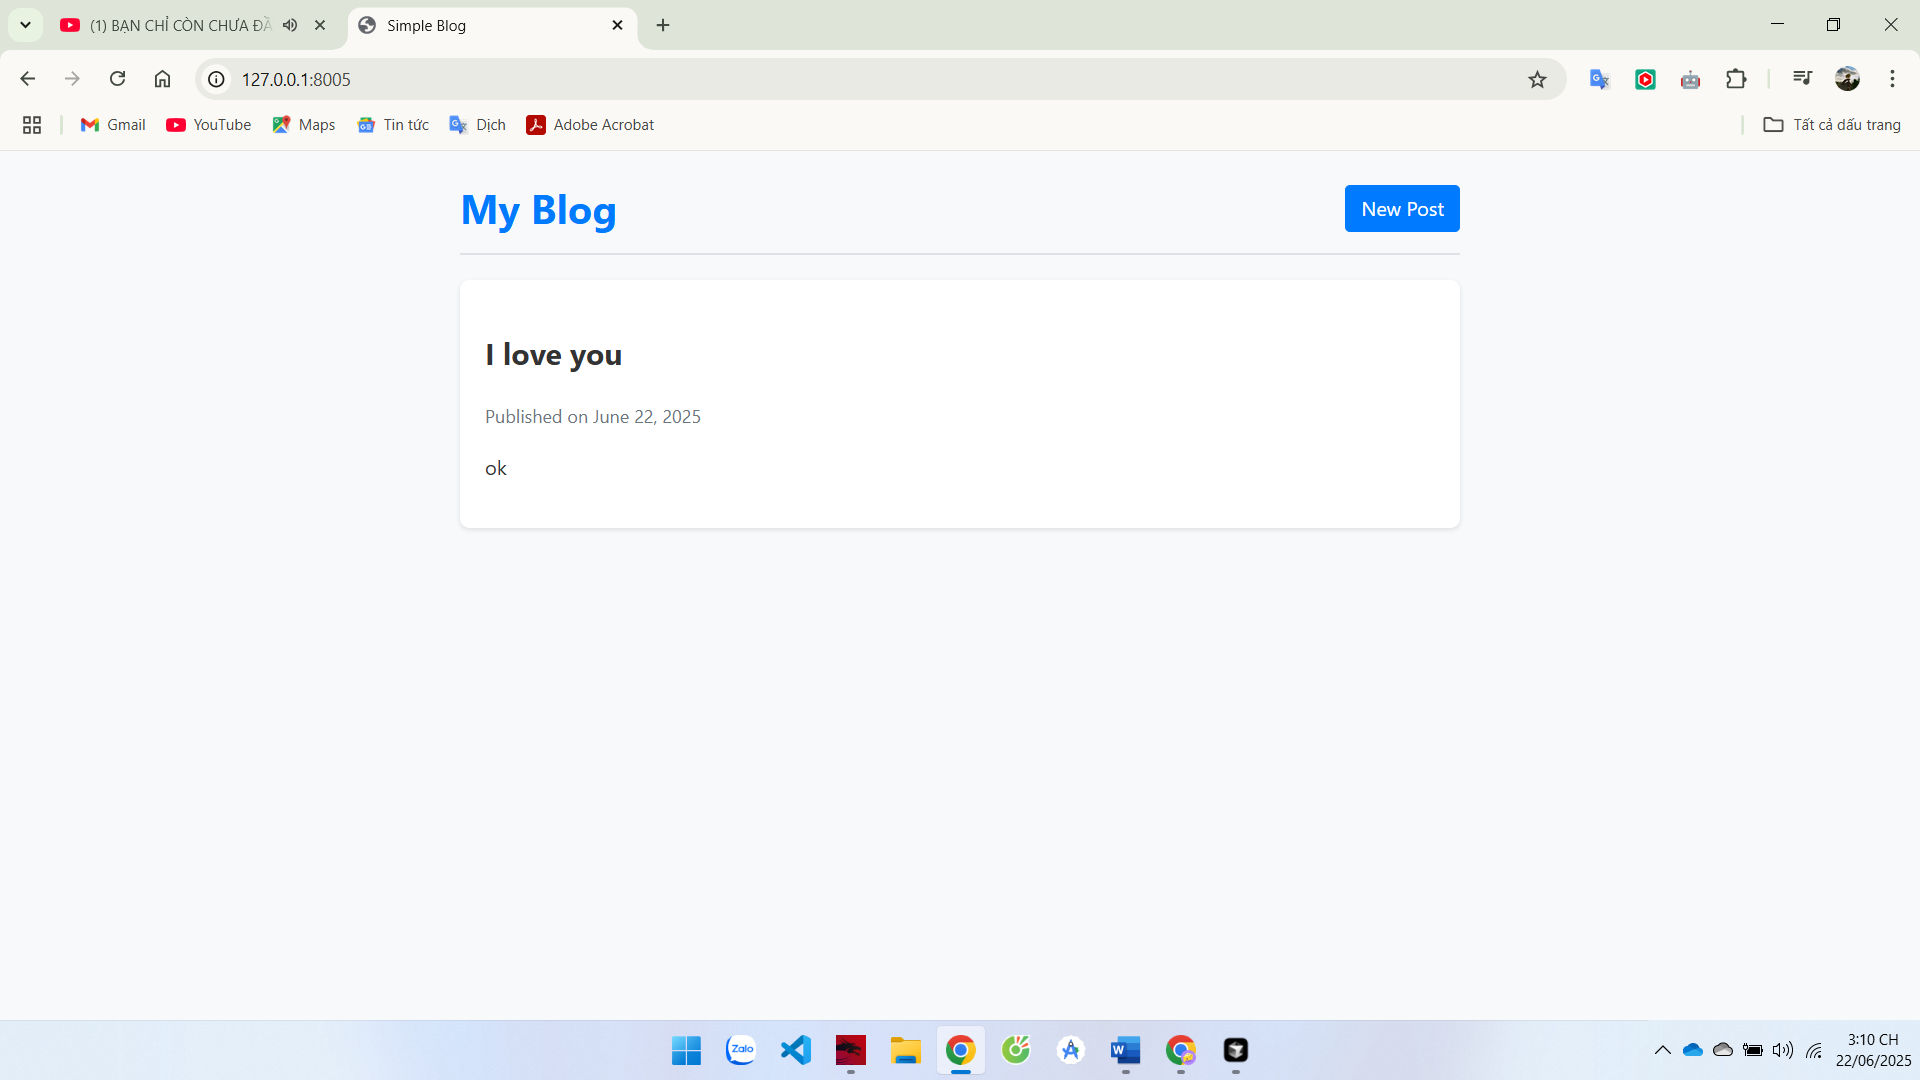 (1) BẠN CHỈ CÒN CHƯA ĐẦ
Simple Blog
127.0.0.1:8005
Gmail
YouTube
Maps
Tin tức
Dịch
Adobe Acrobat
Tất cả dấu trang
My Blog
New Post
I love you
Published on June 22, 2025
ok
Zalo
3:10 CH
22/06/2025